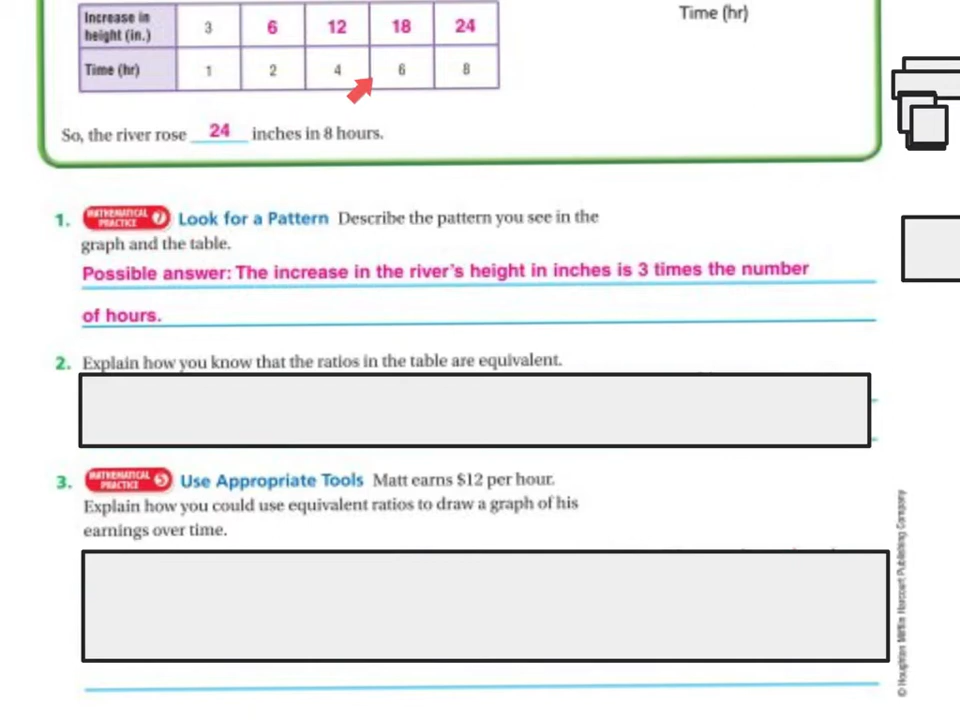 Time (hr)
Increase in height (in.) 3 6 12 18 24
Time (hr) 1 2 4 6 8
So, the river rose 24 inches in 8 hours.
1. MATHEMATICAL PRACTICE 7 Look for a Pattern Describe the pattern you see in the
graph and the table.
Possible answer: The increase in the river's height in inches is 3 times the number
of hours.
2. Explain how you know that the ratios in the table are equivalent.
3. MATHEMATICAL PRACTICE 5 Use Appropriate Tools Matt earns $12 per hour.
Explain how you could use equivalent ratios to draw a graph of his
earnings over time.
© Houghton Mifflin Harcourt Publishing Company